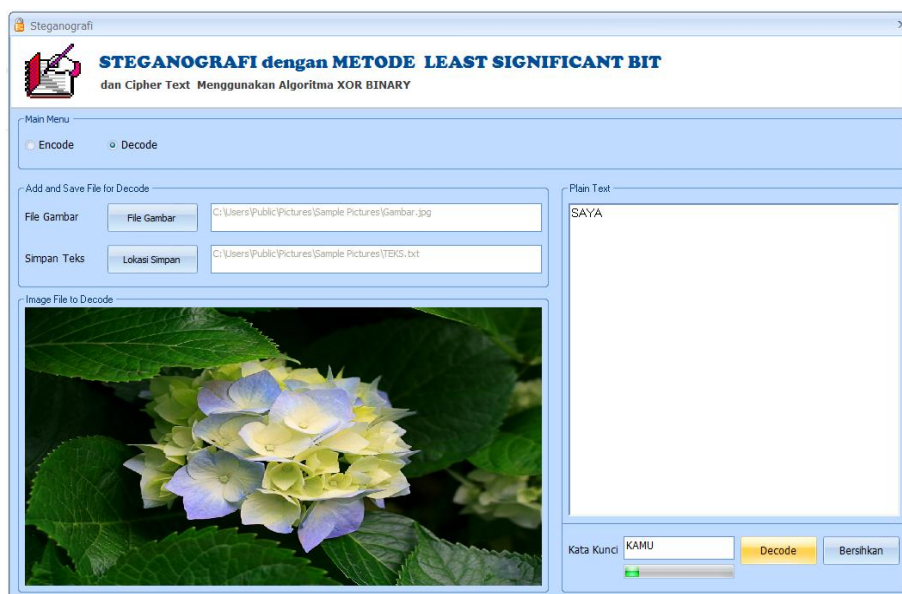 Steganografi
STEGANOGRAFI dengan METODE LEAST SIGNIFICANT BIT
dan Cipher Text Menggunakan Algoritma XOR BINARY
Main Menu
Encode Decode
Add and Save File for Decode
File Gambar File Gambar C:\Users\Public\Pictures\Sample Pictures\Gambar.jpg
Simpan Teks Lokasi Simpan C:\Users\Public\Pictures\Sample Pictures\TEKS.txt
Image File to Decode
Plain Text
SAYA
Kata Kunci KAMU Decode Bersihkan